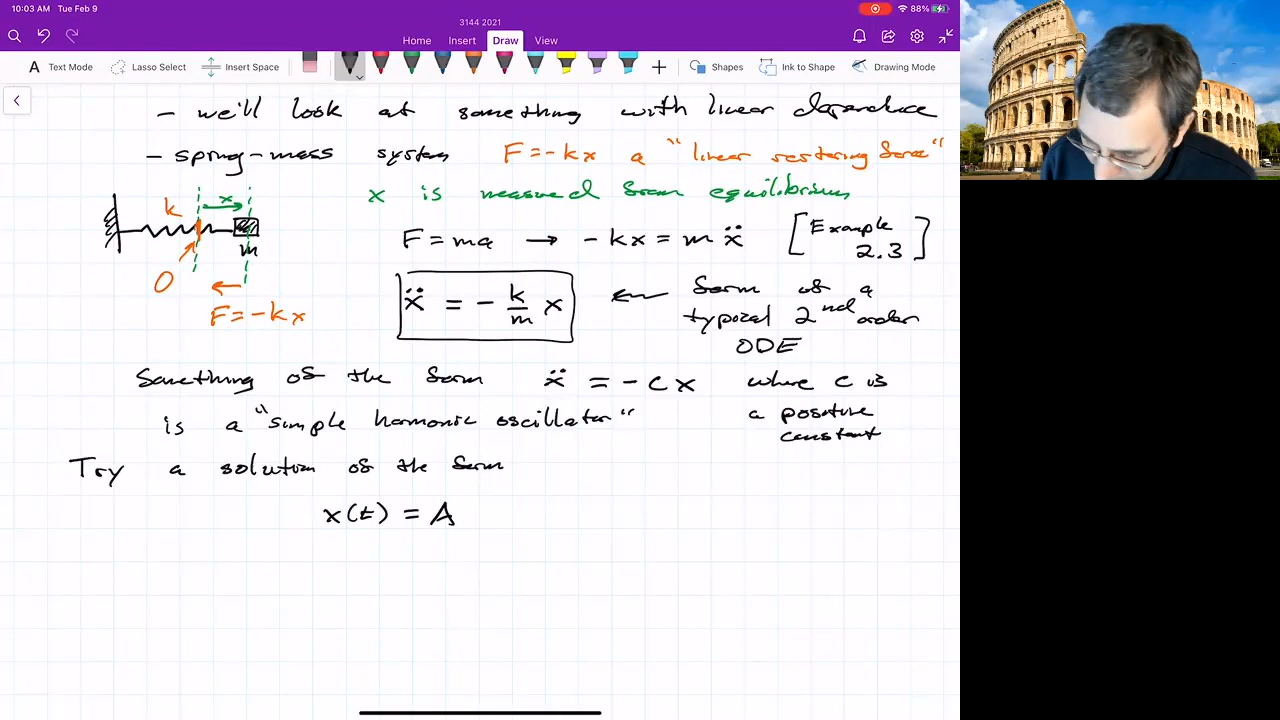 10:03 AM Tue Feb 9
88%
3144 2021
Home Insert Draw View
A Text Mode Lasso Select Insert Space Shapes Ink to Shape Drawing Mode
- we'll look at something with linear dependence
- spring-mass system F = -kx a "linear restoring force"
x is measured from equilibrium
k x
m
O
F = -kx
F = ma → -kx = mẍ [Example 2.3]
ẍ = - k/m x ← form of a typical 2nd order ODE
Something of the form ẍ = -cx where c is a positive constant
is a "simple harmonic oscillator"
Try a solution of the form
x(t) = A